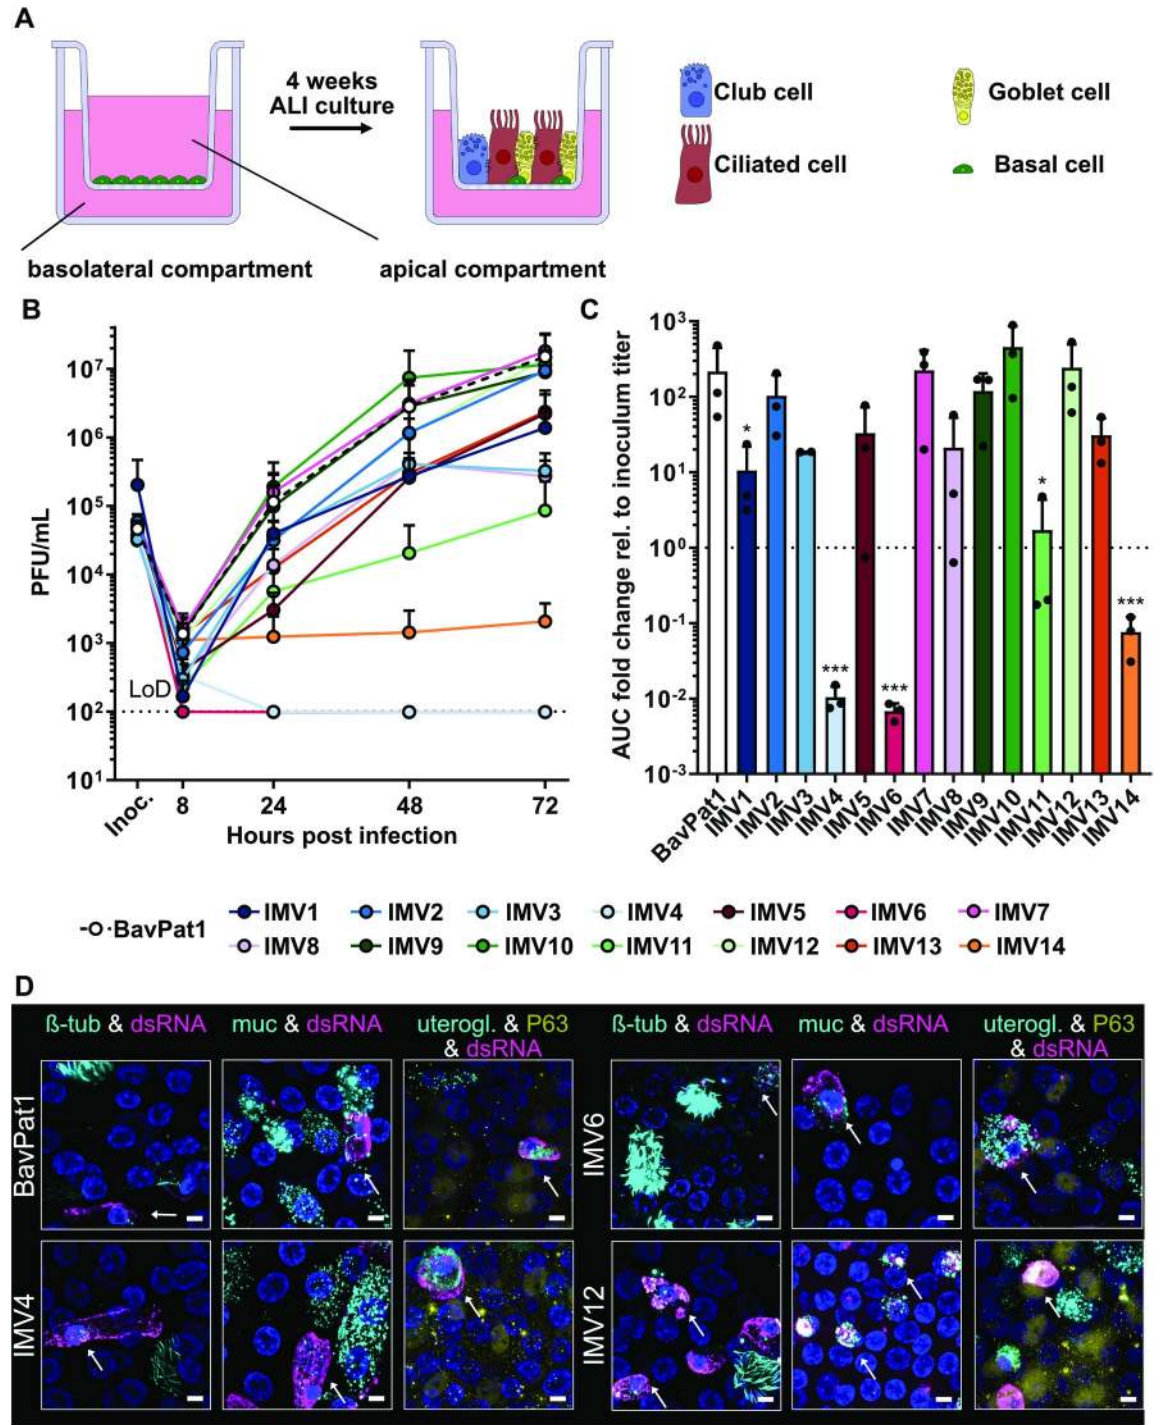 A
4 weeks
ALI culture
Club cell
Goblet cell
Ciliated cell
Basal cell
basolateral compartment
apical compartment
B
PFU/mL
10⁷
10⁶
10⁵
10⁴
10³
10²
10¹
LoD
Inoc.
8
24
48
72
Hours post infection
C
AUC fold change rel. to inoculum titer
10³
10²
10¹
10⁰
10⁻¹
10⁻²
10⁻³
*
***
***
*
***
BavPat1
IMV1
IMV2
IMV3
IMV4
IMV5
IMV6
IMV7
IMV8
IMV9
IMV10
IMV11
IMV12
IMV13
IMV14
BavPat1
IMV1 IMV2 IMV3 IMV4 IMV5 IMV6 IMV7
IMV8 IMV9 IMV10 IMV11 IMV12 IMV13 IMV14
D
ß-tub & dsRNA
muc & dsRNA
uterogl. & P63
& dsRNA
ß-tub & dsRNA
muc & dsRNA
uterogl. & P63
& dsRNA
BavPat1
IMV6
IMV4
IMV12